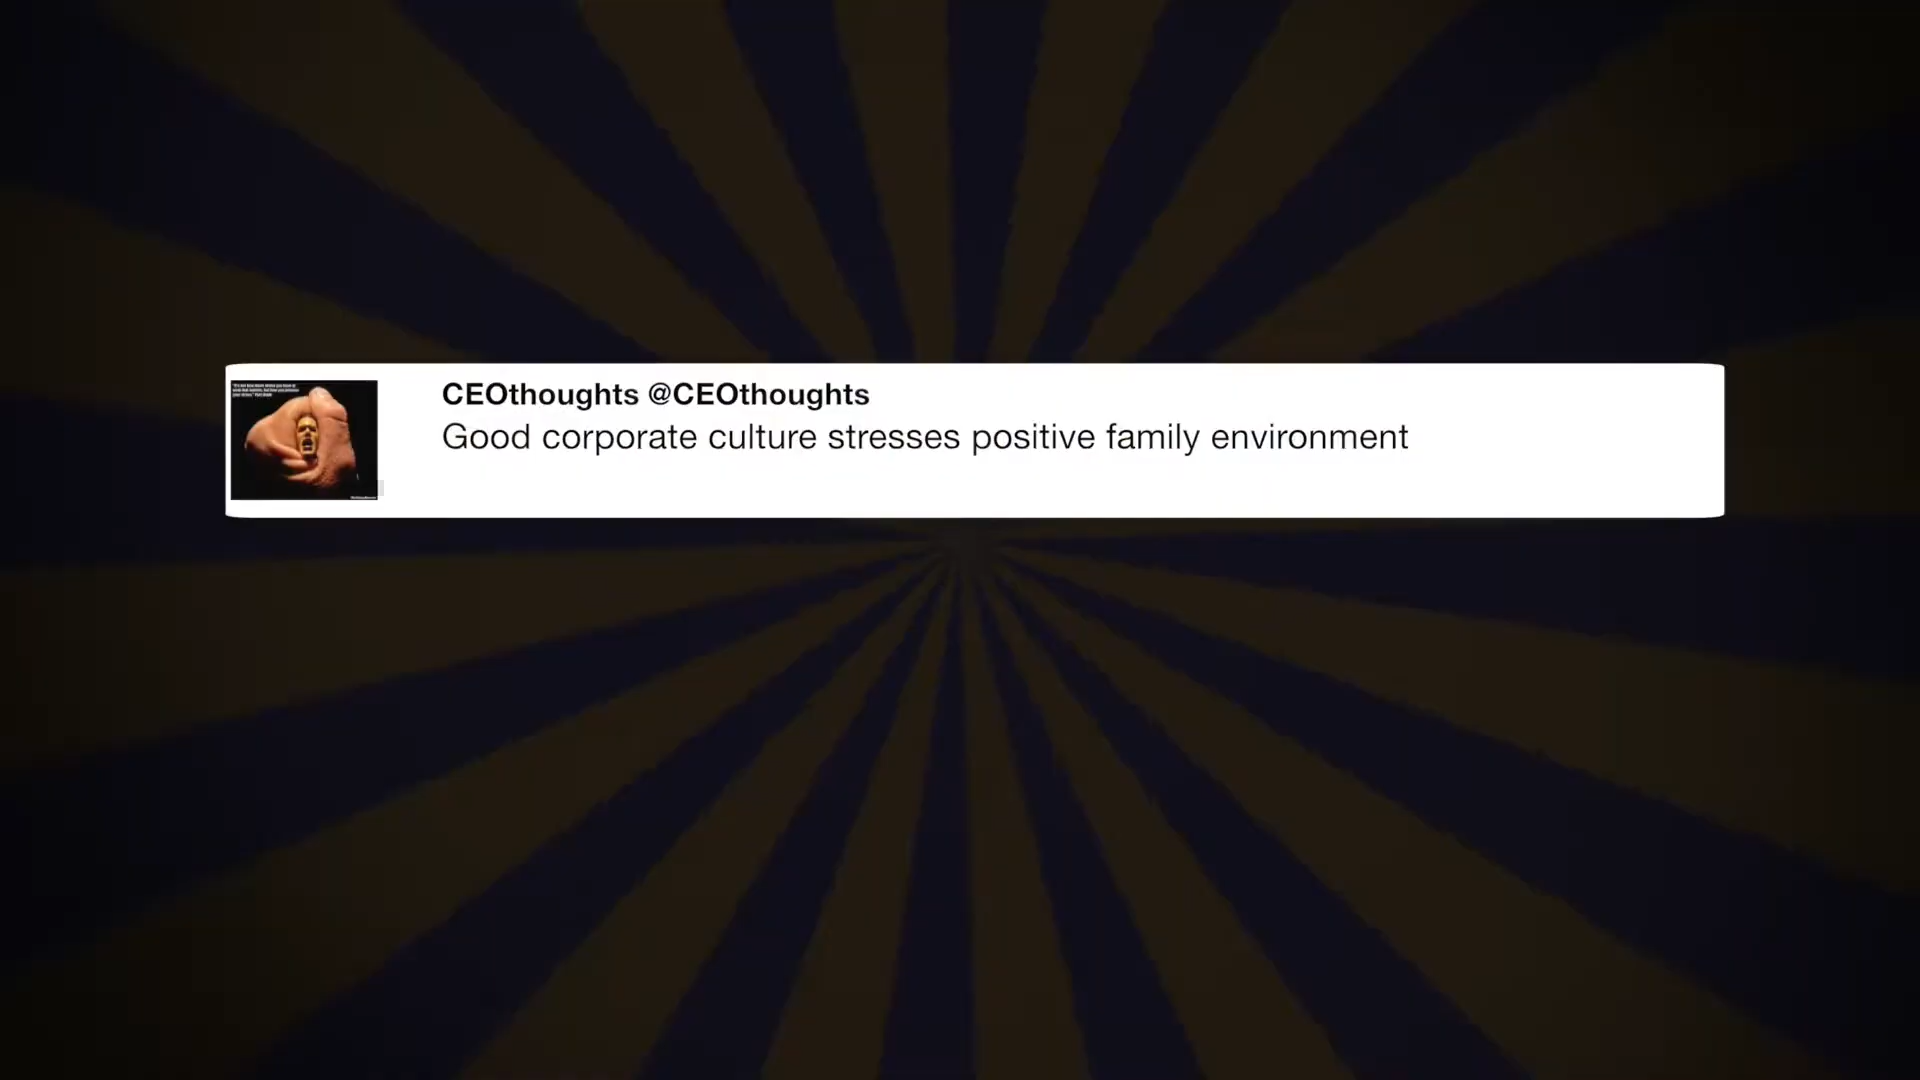 CEOthoughts @CEOthoughts
Good corporate culture stresses positive family environment